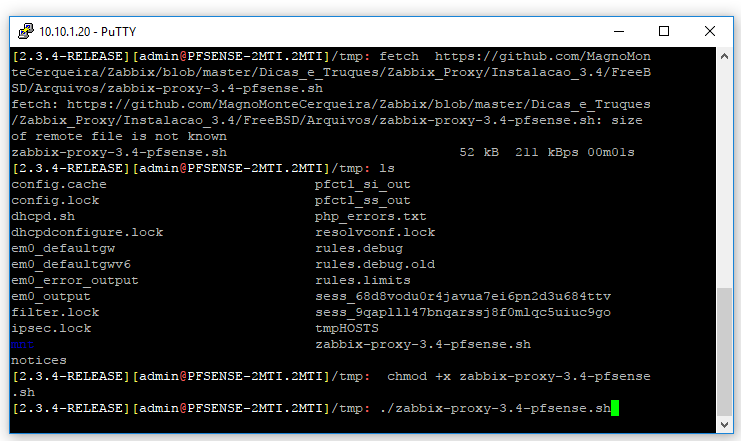 10.10.1.20 - PuTTY
[2.3.4-RELEASE][admin@PFSENSE-2MTI.2MTI]/tmp: fetch  https://github.com/MagnoMon
teCerqueira/Zabbix/blob/master/Dicas_e_Truques/Zabbix_Proxy/Instalacao_3.4/FreeB
SD/Arquivos/zabbix-proxy-3.4-pfsense.sh
fetch: https://github.com/MagnoMonteCerqueira/Zabbix/blob/master/Dicas_e_Truques
/Zabbix_Proxy/Instalacao_3.4/FreeBSD/Arquivos/zabbix-proxy-3.4-pfsense.sh: size
of remote file is not known
zabbix-proxy-3.4-pfsense.sh                             52 kB  211 kBps 00m01s
[2.3.4-RELEASE][admin@PFSENSE-2MTI.2MTI]/tmp: ls
config.cache                          pfctl_si_out
config.lock                           pfctl_ss_out
dhcpd.sh                              php_errors.txt
dhcpdconfigure.lock                   resolvconf.lock
em0_defaultgw                         rules.debug
em0_defaultgwv6                       rules.debug.old
em0_error_output                      rules.limits
em0_output                            sess_68d8vodu0r4javua7ei6pn2d3u684ttv
filter.lock                           sess_9qaplll47bnqarssj8f0mlqc5uiuc9go
ipsec.lock                            tmpHOSTS
mnt                                   zabbix-proxy-3.4-pfsense.sh
notices
[2.3.4-RELEASE][admin@PFSENSE-2MTI.2MTI]/tmp:  chmod +x zabbix-proxy-3.4-pfsense
.sh
[2.3.4-RELEASE][admin@PFSENSE-2MTI.2MTI]/tmp: ./zabbix-proxy-3.4-pfsense.sh